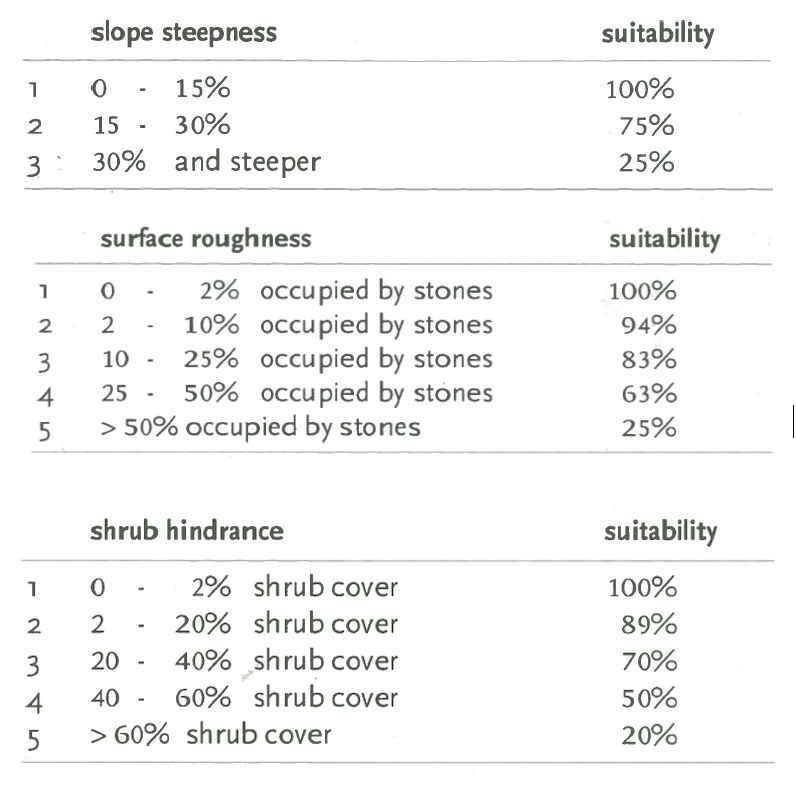 slope steepness suitability
1 0 - 15% 100%
2 15 - 30% 75%
3 30% and steeper 25%
surface roughness suitability
1 0 - 2% occupied by stones 100%
2 2 - 10% occupied by stones 94%
3 10 - 25% occupied by stones 83%
4 25 - 50% occupied by stones 63%
5 > 50% occupied by stones 25%
shrub hindrance suitability
1 0 - 2% shrub cover 100%
2 2 - 20% shrub cover 89%
3 20 - 40% shrub cover 70%
4 40 - 60% shrub cover 50%
5 > 60% shrub cover 20%